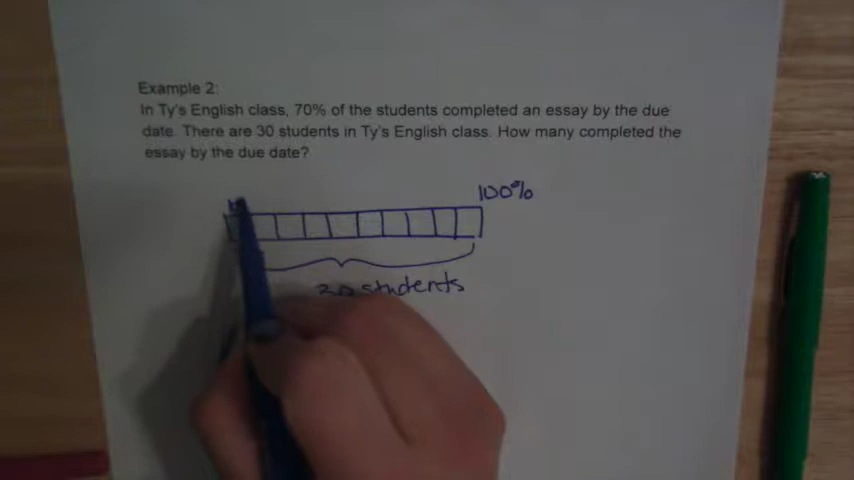 Example 2:
In Ty's English class, 70% of the students completed an essay by the due
date. There are 30 students in Ty's English class. How many completed the
essay by the due date?
100%
30 students